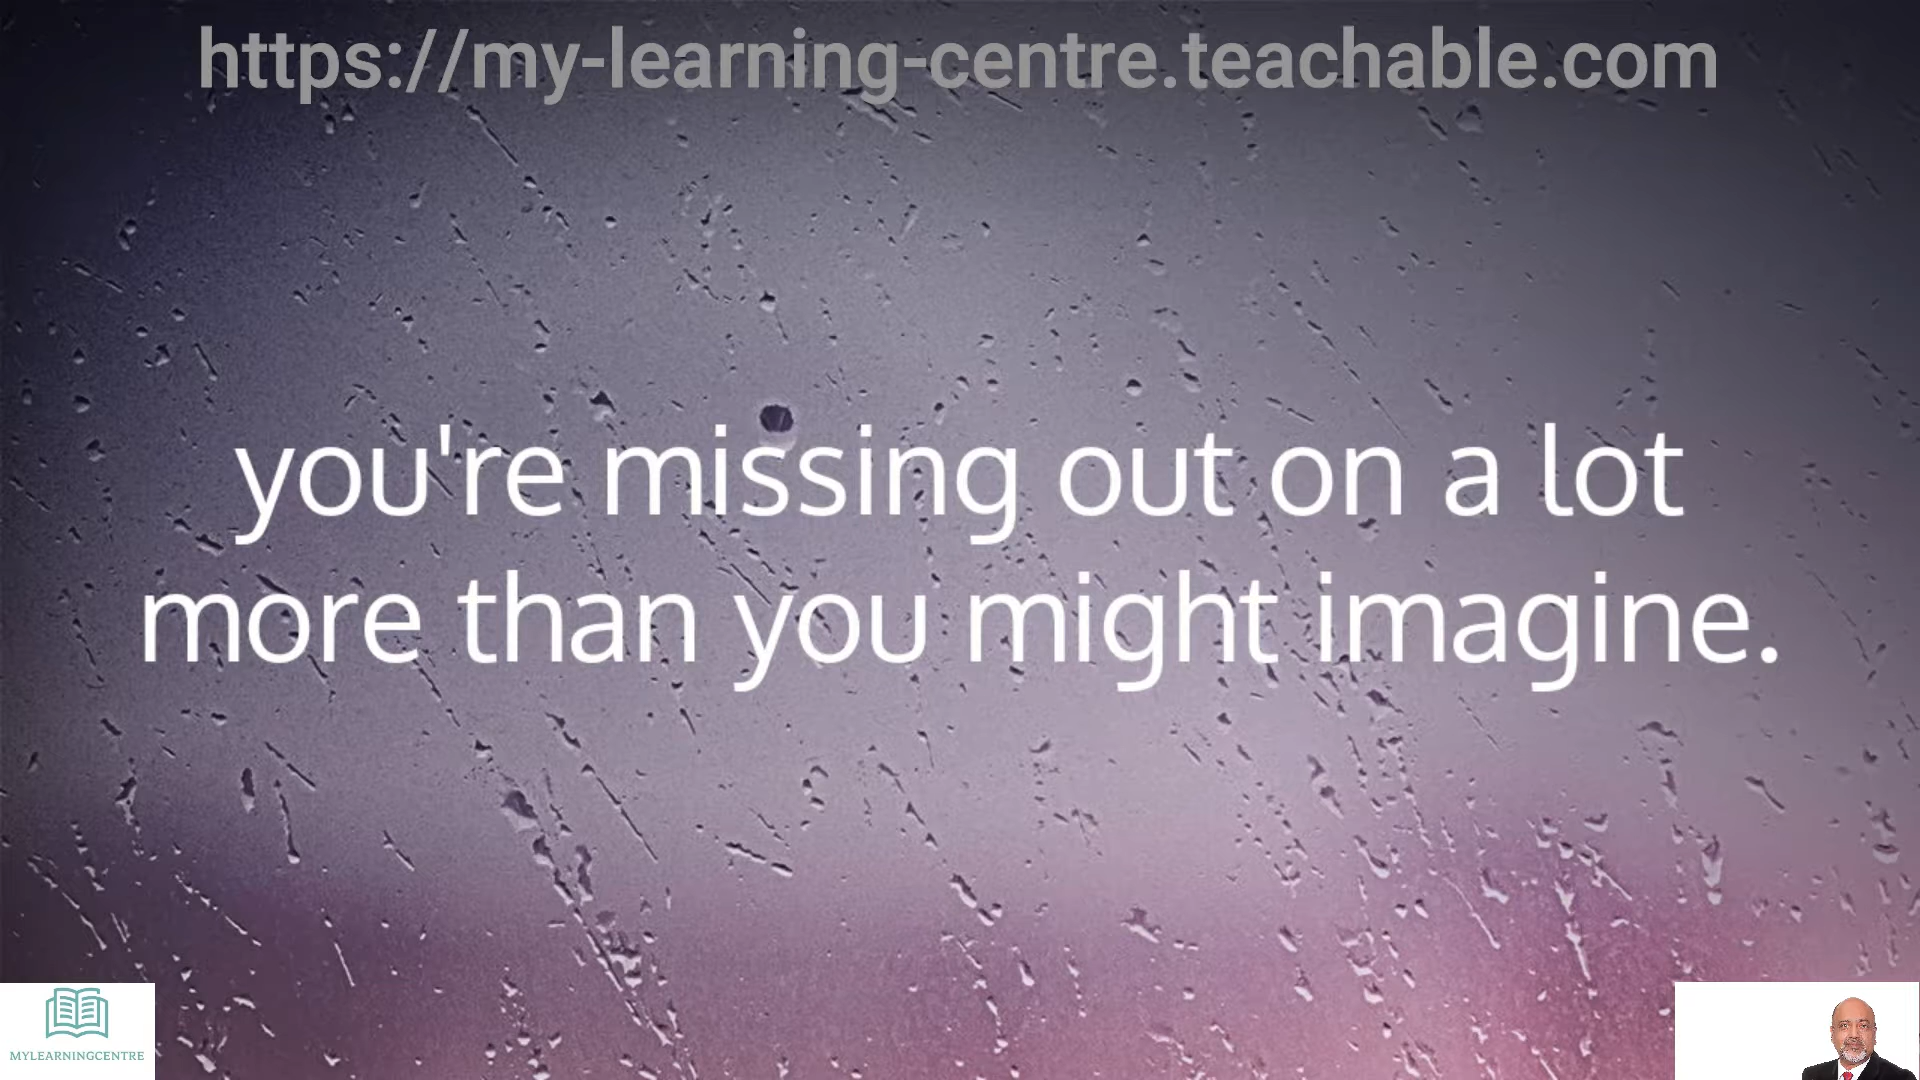 https://my-learning-centre.teachable.com
you're missing out on a lot
more than you might imagine.
MYLEARNINGCENTRE